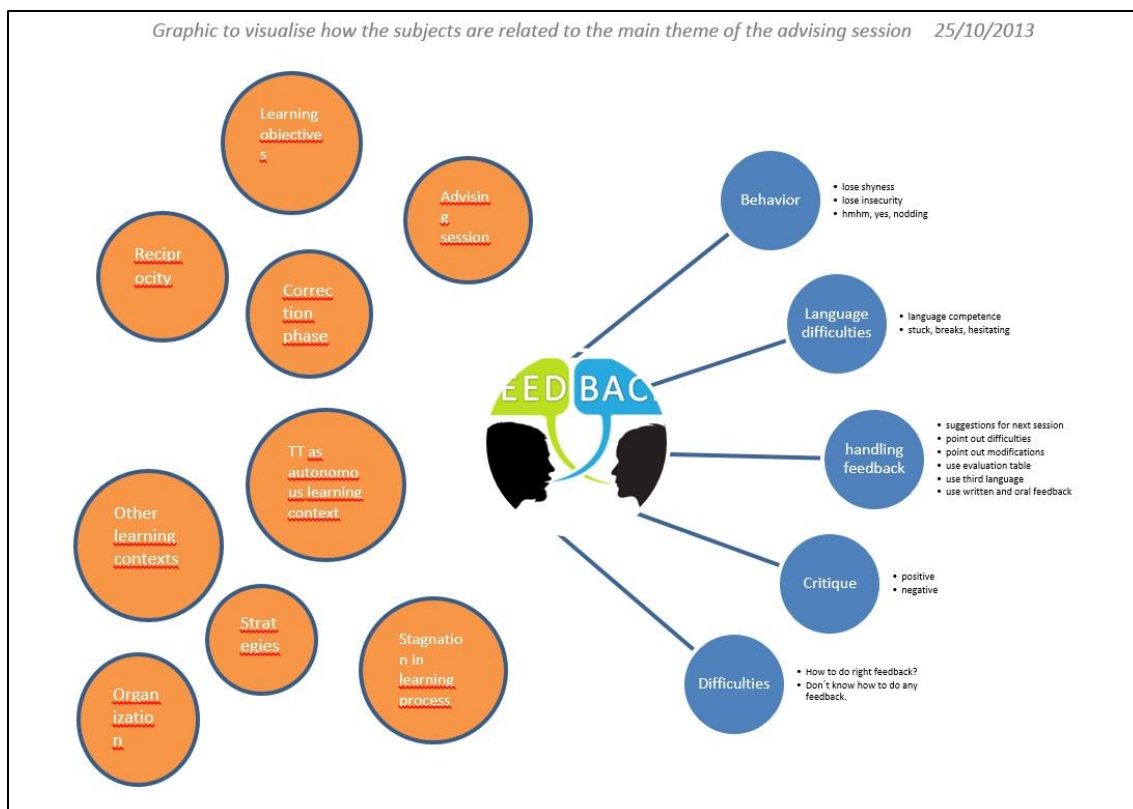 Graphic to visualise how the subjects are related to the main theme of the advising session 25/10/2013
Learning
objective
s
Advisin
g
session
Recipr
ocity
Correc
tion
phase
TT as
autonomo
us learning
context
Other
learning
contexts
Strat
egies
Stagnatio
n in
learning
process
Organ
izatio
n
EED BAC
Behavior
• lose shyness
• lose insecurity
• hmhm, yes, nodding
Language
difficulties
• language competence
• stuck, breaks, hesitating
handling
feedback
• suggestions for next session
• point out difficulties
• point out modifications
• use evaluation table
• use third language
• use written and oral feedback
Critique
• positive
• negative
Difficulties
• How to do right feedback?
• Don´t know how to do any
feedback.